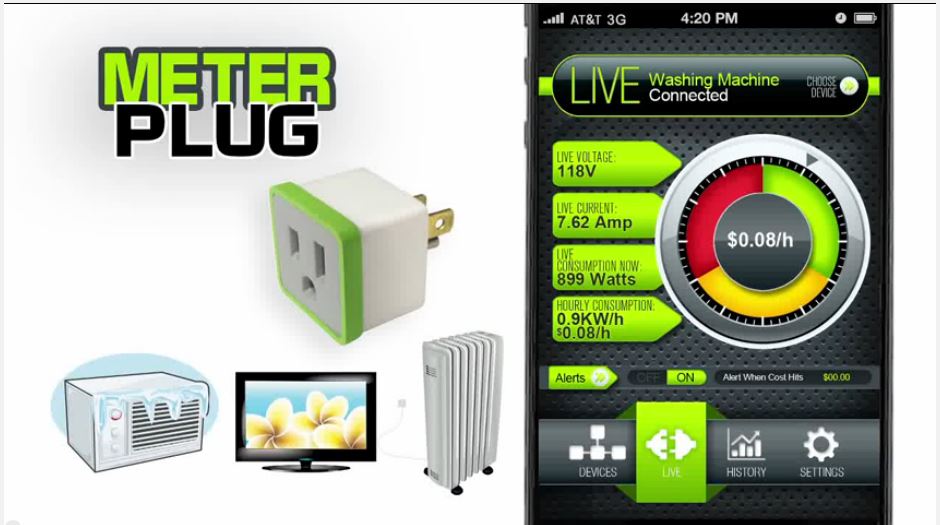 METER
PLUG
AT&T 3G
4:20 PM
LIVE
Washing Machine
Connected
CHOOSE
DEVICE
LIVE VOLTAGE:
118V
LIVE CURRENT:
7.62 Amp
LIVE
CONSUMPTION NOW:
899 Watts
HOURLY CONSUMPTION:
0.9KW/h
$0.08/h
$0.08/h
Alerts
OFF
ON
Alert When Cost Hits
$00.00
DEVICES
LIVE
HISTORY
SETTINGS